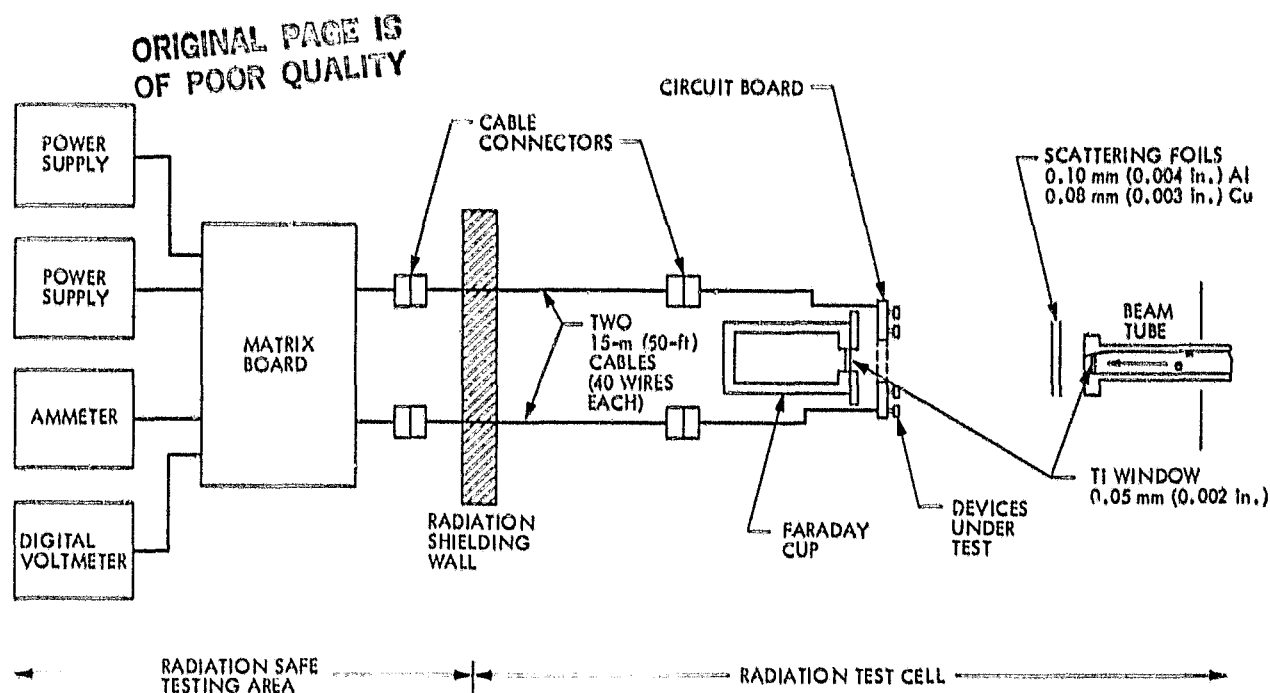 ORIGINAL PAGE IS
OF POOR QUALITY
POWER
SUPPLY
POWER
SUPPLY
AMMETER
DIGITAL
VOLTMETER
MATRIX
BOARD
CABLE
CONNECTORS
TWO
15-m (50-ft)
CABLES
(40 WIRES
EACH)
RADIATION
SHIELDING
WALL
CIRCUIT BOARD
FARADAY
CUP
DEVICES
UNDER
TEST
SCATTERING FOILS
0.10 mm (0.004 in.) Al
0.08 mm (0.003 in.) Cu
BEAM
TUBE
e⁻
TI WINDOW
0.05 mm (0.002 in.)
RADIATION SAFE
TESTING AREA
RADIATION TEST CELL